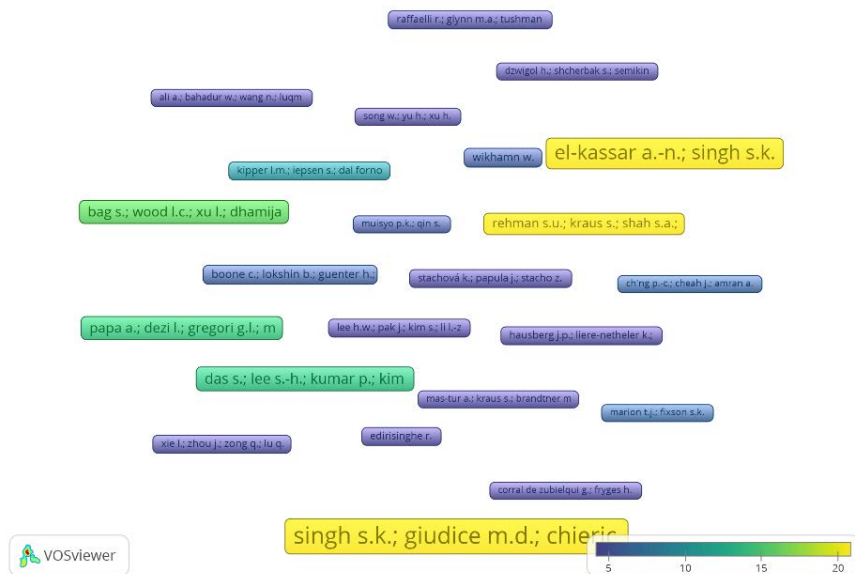 raffaelli r.; glynn m.a.; tushman
dzwigol h.; shcherbak s.; semikin
ali a.; bahadur w.; wang n.; luqm
song w.; yu h.; xu h.
el-kassar a.-n.; singh s.k.
wikhamn w.
kipper l.m.; iepsen s.; dal forno
bag s.; wood l.c.; xu l.; dhamija
rehman s.u.; kraus s.; shah s.a.;
muisyo p.k.; qin s.
boone c.; lokshin b.; guenter h.;
stachová k.; papula j.; stacho z.
ch'ng p.-c.; cheah j.; amran a.
papa a.; dezi l.; gregori g.l.; m
lee h.w.; pak j.; kim s.; li l.-z
hausberg j.p.; liere-netheler k.;
das s.; lee s.-h.; kumar p.; kim
mas-tur a.; kraus s.; brandtner m
marion t.j.; fixson s.k.
xie l.; zhou j.; zong q.; lu q.
edirisinghe r.
corral de zubielqui g.; fryges h.
singh s.k.; giudice m.d.; chieric
VOSviewer
5 10 15 20